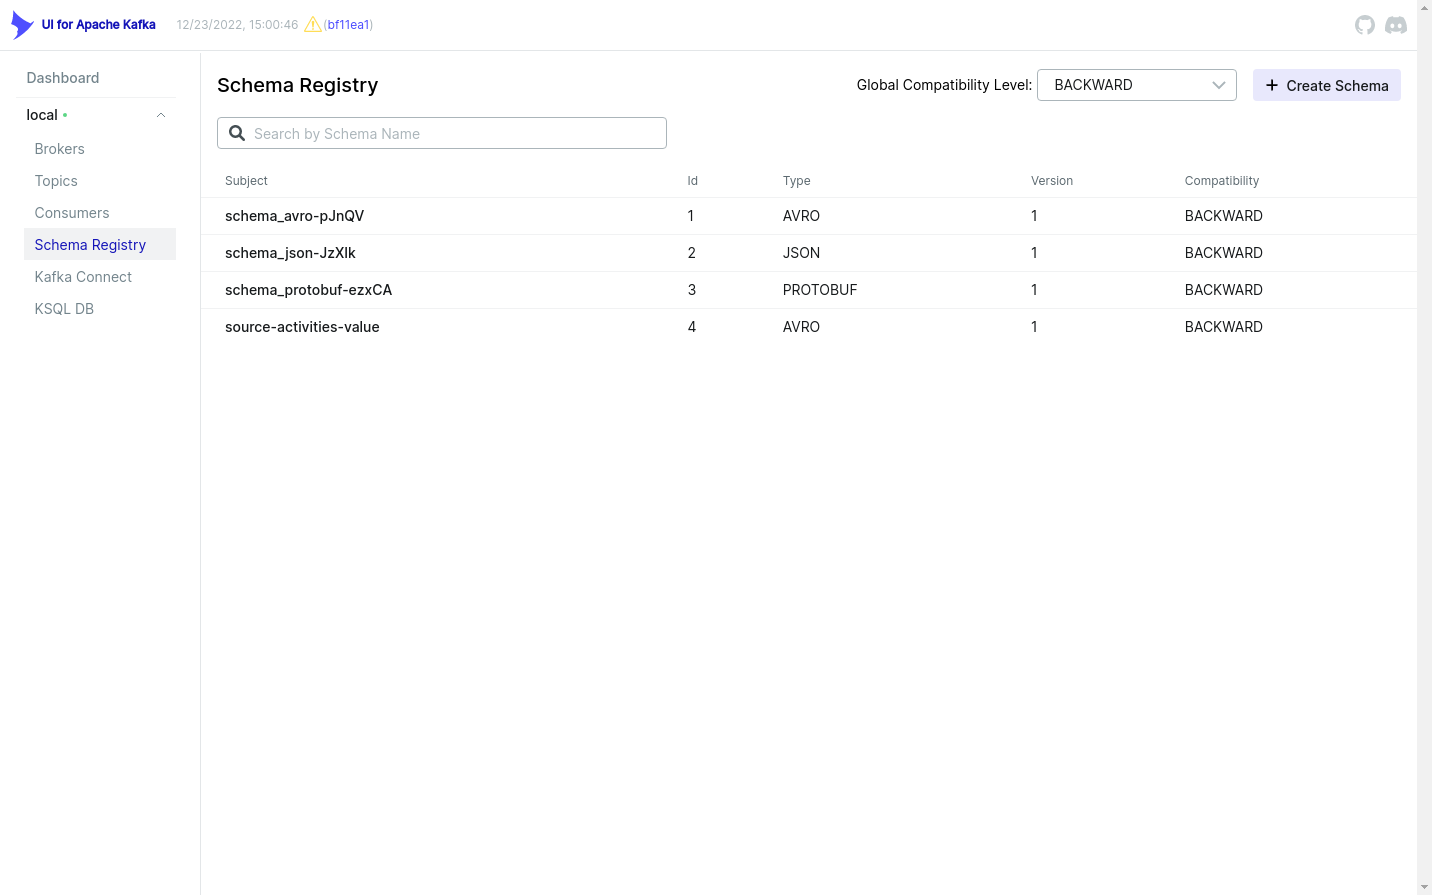 UI for Apache Kafka 12/23/2022, 15:00:46 (bf11ea1)
Dashboard
local
Brokers
Topics
Consumers
Schema Registry
Kafka Connect
KSQL DB
Schema Registry
Global Compatibility Level: BACKWARD Create Schema
Search by Schema Name
Subject Id Type Version Compatibility
schema_avro-pJnQV 1 AVRO 1 BACKWARD
schema_json-JzXlk 2 JSON 1 BACKWARD
schema_protobuf-ezxCA 3 PROTOBUF 1 BACKWARD
source-activities-value 4 AVRO 1 BACKWARD